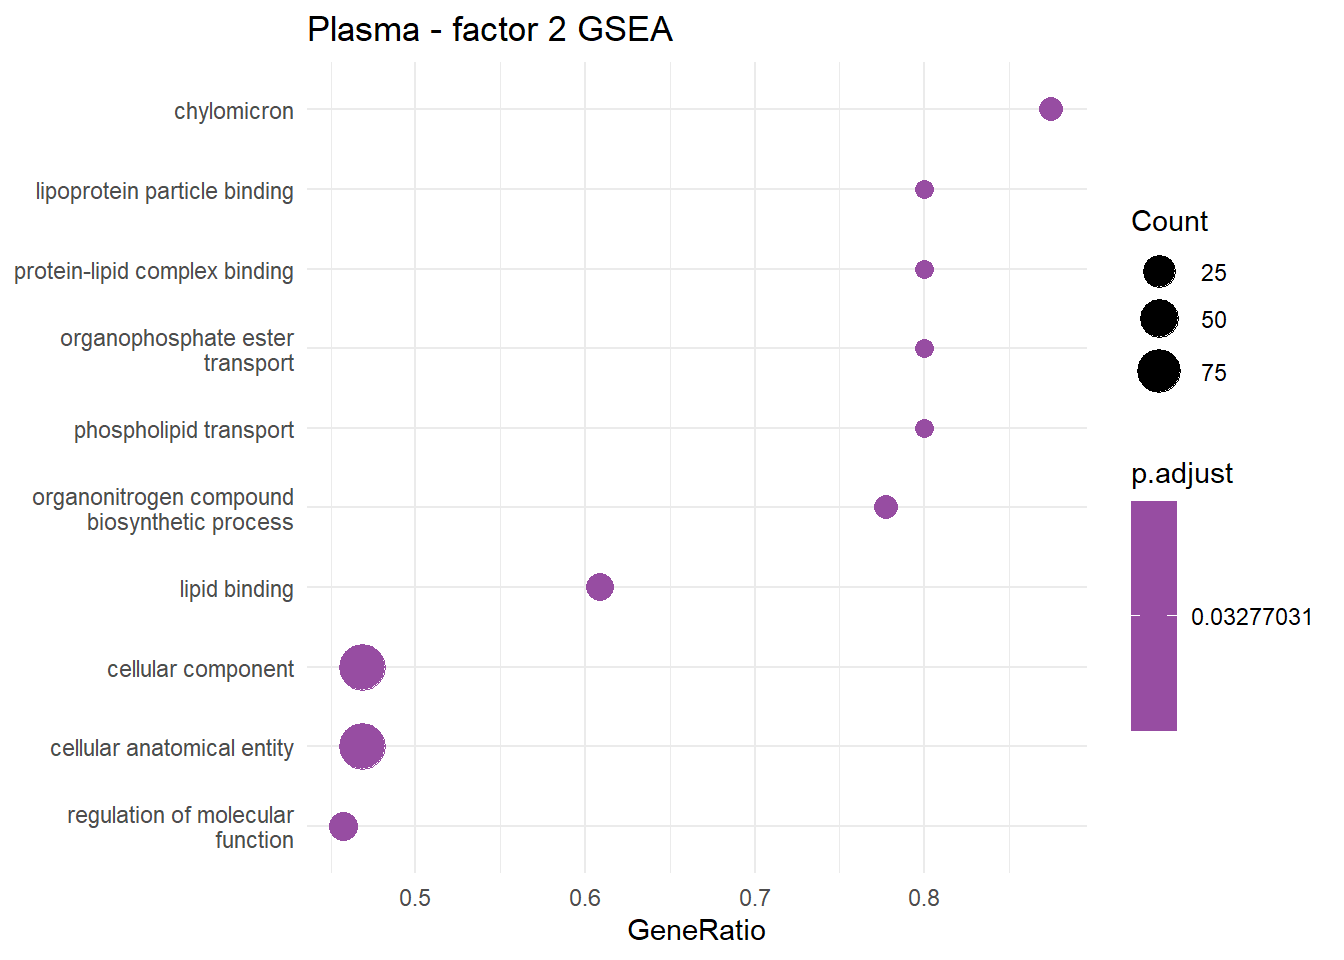 Plasma - factor 2 GSEA
chylomicron
lipoprotein particle binding
protein-lipid complex binding
organophosphate ester
transport
phospholipid transport
organonitrogen compound
biosynthetic process
lipid binding
cellular component
cellular anatomical entity
regulation of molecular
function
0.5 0.6 0.7 0.8
GeneRatio
Count
25
50
75
p.adjust
0.03277031